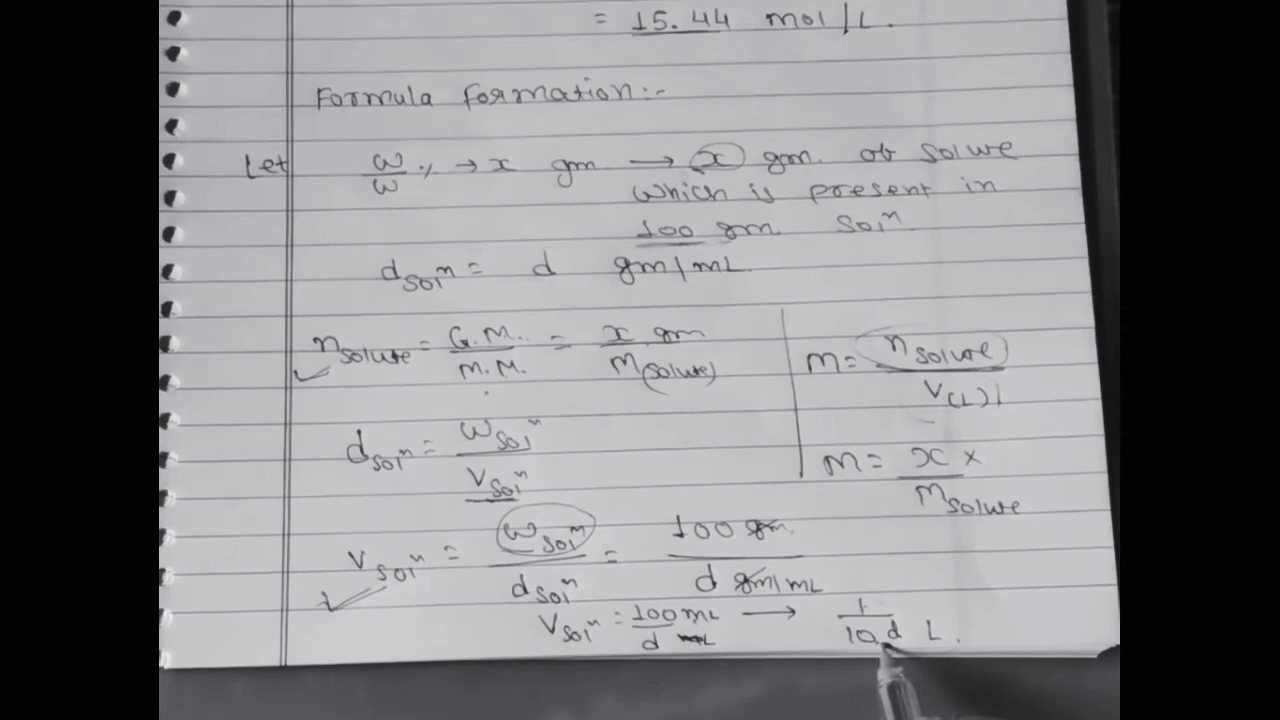 = 15.44 mol/L.
Formula Formation:-
Let w/w % → x gm → x gm. of solute
which is present in
100 gm soln.
dsoln = d gm/mL
nsolute = G.M./M.M. = x gm/M(solute)
dsoln = wsoln/Vsoln
Vsoln = wsoln/dsoln = 100 gm./d gm/mL
Vsoln = 100 mL/d → 1/10d L.
M = nsolute/V(L)
M = x ×/Msolute